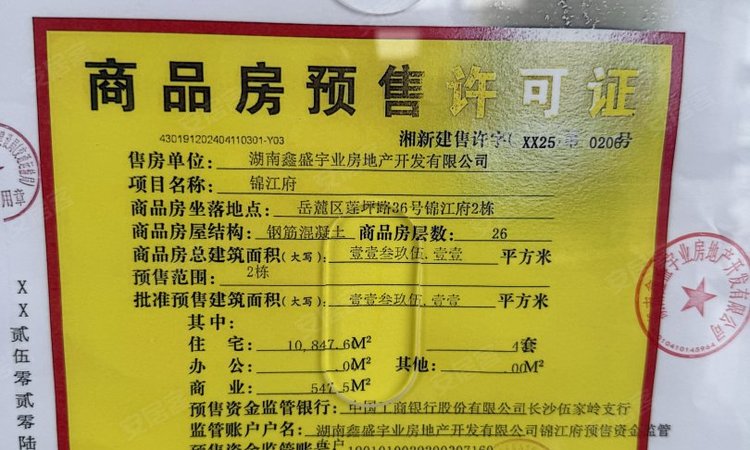 商品房预售许可证
430191202404110301-Y03
湘新建售许字( XX25 第 0206号
售房单位: 湖南鑫盛宇业房地产开发有限公司
项目名称: 锦江府
商品房坐落地点: 岳麓区莲坪路36号锦江府2栋
商品房屋结构: 钢筋混凝土 商品房层数: 26
商品房总建筑面积(大写): 壹壹叁玖伍.壹壹 平方米
预售范围: 2栋
批准预售建筑面积(大写): 壹壹叁玖伍.壹壹 平方米
其中:
住宅: 10,847.6M² 4套
办公: .00M² 其他: .00M²
商业: 547.5M²
预售资金监管银行: 中国工商银行股份有限公司长沙伍家岭支行
监管账户户名: 湖南鑫盛宇业房地产开发有限公司锦江府预售资金监管
XX贰伍零贰零陆
用章